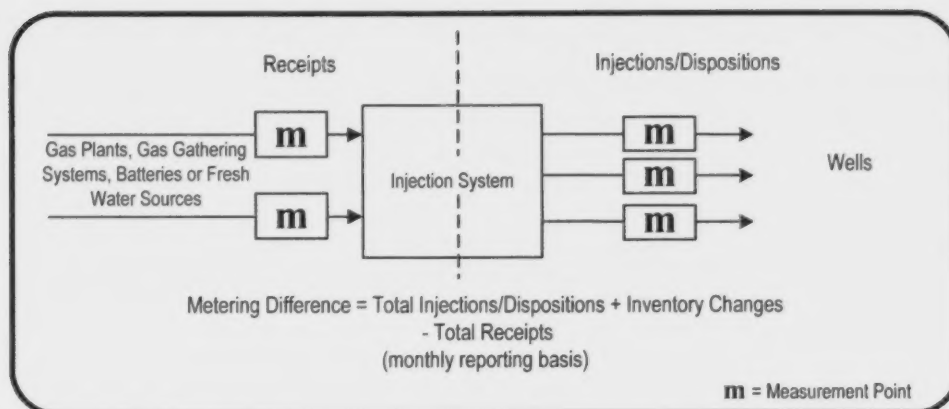 Receipts
Injections/Dispositions
m
m
Gas Plants, Gas Gathering
Systems, Batteries or Fresh
Water Sources
Injection System
m
m
m
Wells
Metering Difference = Total Injections/Dispositions + Inventory Changes
- Total Receipts
(monthly reporting basis)
m = Measurement Point